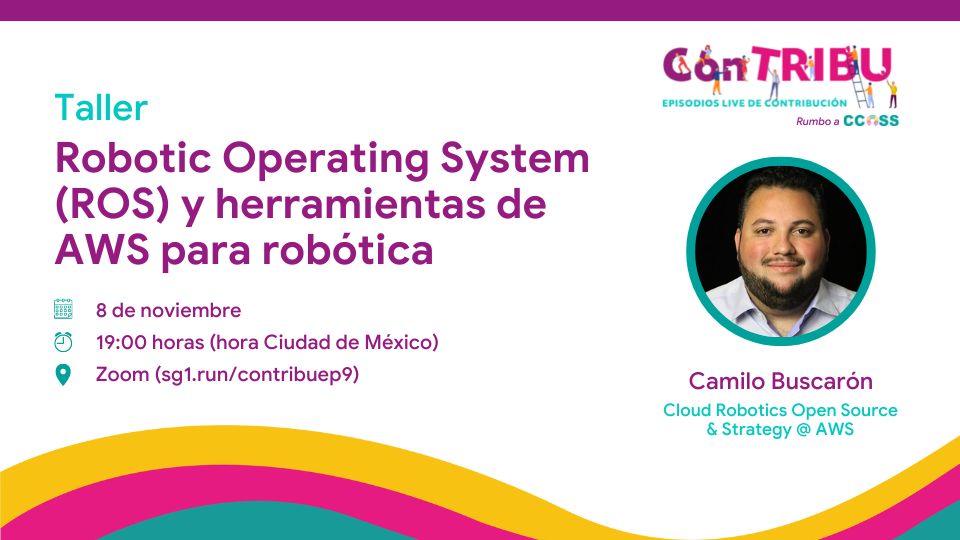 Taller
Robotic Operating System
(ROS) y herramientas de
AWS para robótica
8 de noviembre
19:00 horas (hora Ciudad de México)
Zoom (sg1.run/contribuep9)
ConTRIBU
EPISODIOS LIVE DE CONTRIBUCIÓN
Rumbo a CCOSS
Camilo Buscarón
Cloud Robotics Open Source
& Strategy @ AWS